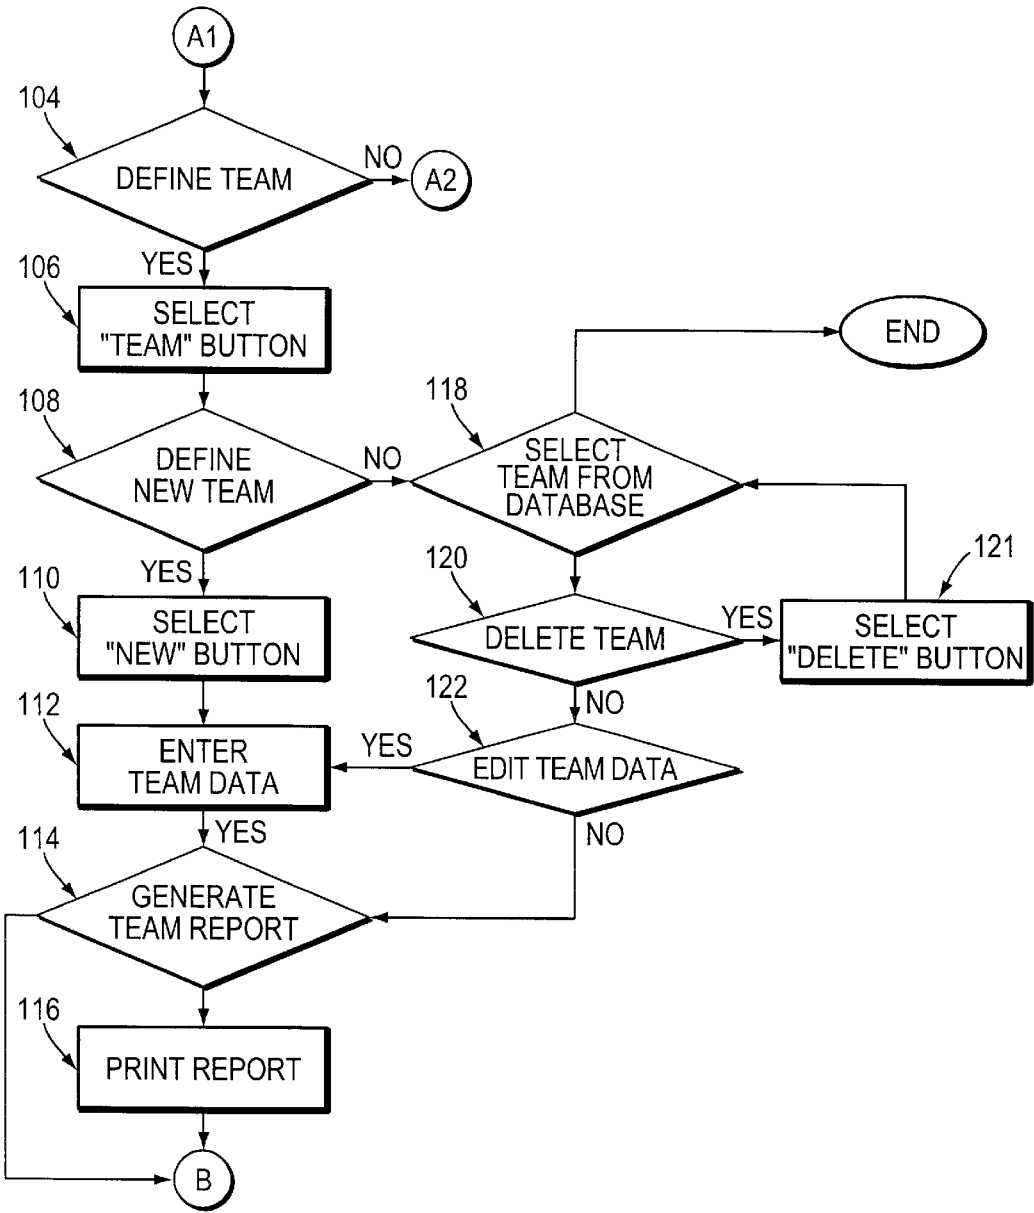 A1
104
DEFINE TEAM
NO
A2
YES
106
SELECT
"TEAM" BUTTON
END
108
DEFINE
NEW TEAM
NO
118
SELECT
TEAM FROM
DATABASE
YES
110
SELECT
"NEW" BUTTON
120
DELETE TEAM
YES
121
SELECT
"DELETE" BUTTON
NO
112
ENTER
TEAM DATA
YES
122
EDIT TEAM DATA
NO
YES
114
GENERATE
TEAM REPORT
116
PRINT REPORT
B